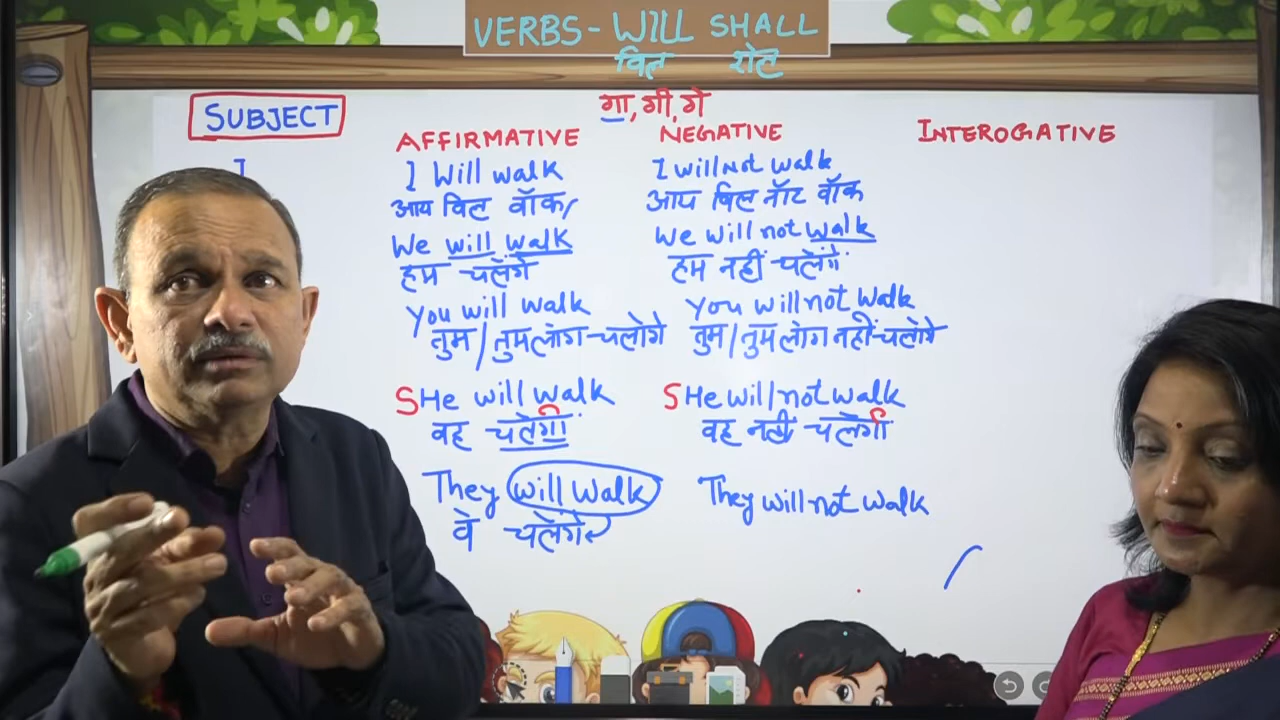 VERBS - WILL SHALL
विल शेल
गा, गी, गे
SUBJECT
AFFIRMATIVE NEGATIVE INTEROGATIVE
I
I Will walk
आय विल वॉक
I will Not walk
आय विल नॉट वॉक
We will walk
हम चलेंगे
We will not walk
हम नहीं चलेंगे
You will walk
तुम / तुम लोग चलोगे
You will not walk
तुम / तुम लोग नहीं चलोगे
SHe will walk
वह चलेगी
SHe will not walk
वह नहीं चलेगी
They will walk
वे चलेंगे
They will not walk